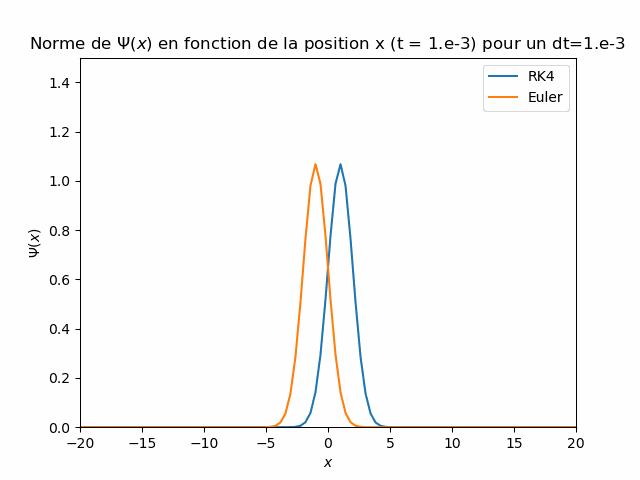 Norme de Ψ(x) en fonction de la position x (t = 1.e-3) pour un dt=1.e-3
RK4
Euler
1.4
1.2
1.0
0.8
0.6
0.4
0.2
0.0
Ψ(x)
−20 −15 −10 −5 0 5 10 15 20
x